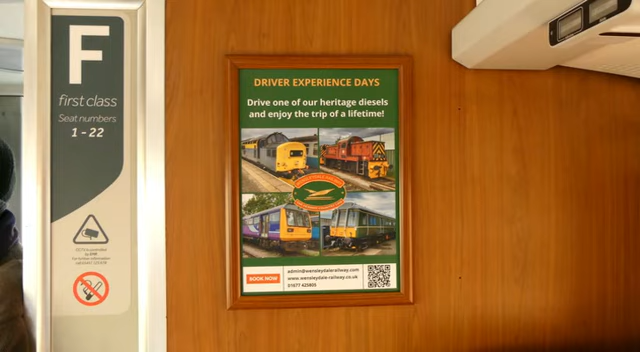 F
first class
Seat numbers
1 - 22
DRIVER EXPERIENCE DAYS
Drive one of our heritage diesels
and enjoy the trip of a lifetime!
BOOK NOW
admin@wensleydalerailway.com
www.wensleydale-railway.co.uk
01677 425805